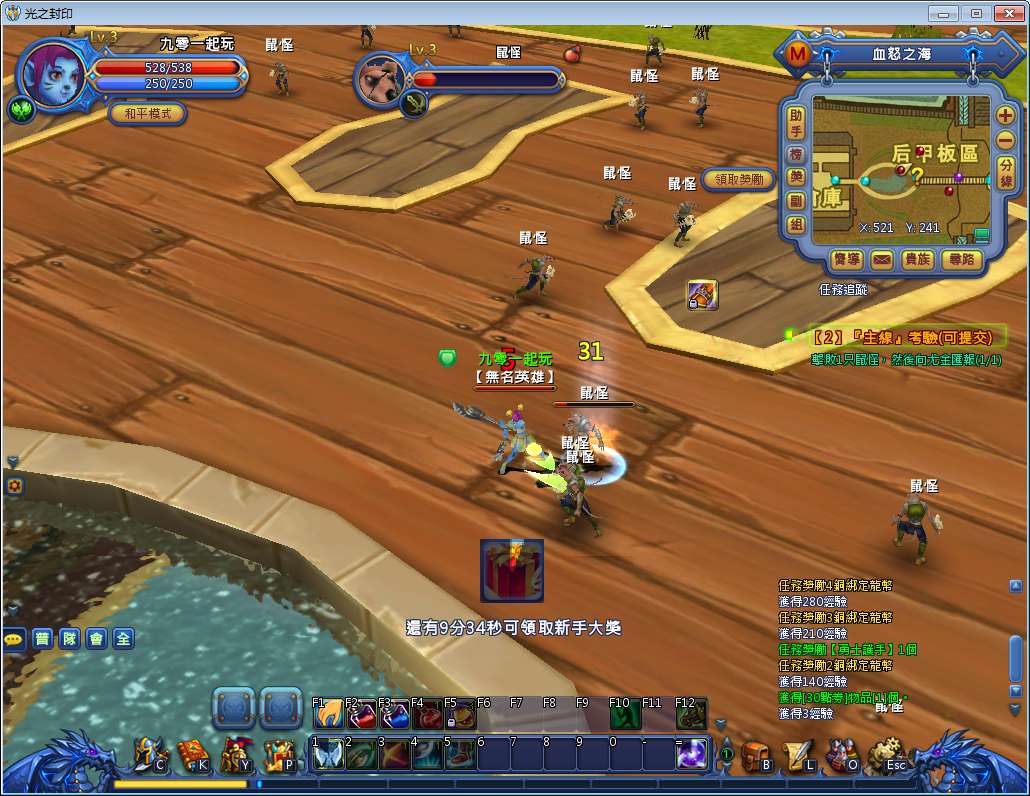 光之封印
Lv.3
九零一起玩
528/538
250/250
和平模式
鼠怪
Lv.3
鼠怪
鼠怪
鼠怪
鼠怪
鼠怪
鼠怪
領取獎勵
M
血怒之海
助手
榜
獎
副
組
分線
后甲板區
倉庫
X:521 Y:241
嚮導
貴族
尋路
任務追蹤
【2】『主線』考驗(可提交)
擊敗1只鼠怪，然後向尤金匯報(1/1)
九零一起玩
【無名英雄】
5
31
鼠怪
鼠怪
鼠怪
鼠怪
還有9分34秒可領取新手大獎
任務獎勵4銅綁定龍幣
獲得280經驗
任務獎勵3銅綁定龍幣
獲得210經驗
任務獎勵【勇士護手】1個
任務獎勵2銅綁定龍幣
獲得140經驗
獲得[30點券]物品[1]個。
鼠怪
獲得3經驗
普
隊
會
全
F1 F2 F3 F4 F5 F6 F7 F8 F9 F10 F11 F12
1 2 3 4 5 6 7 8 9 0 - =
C K Y P
1
B L O Esc